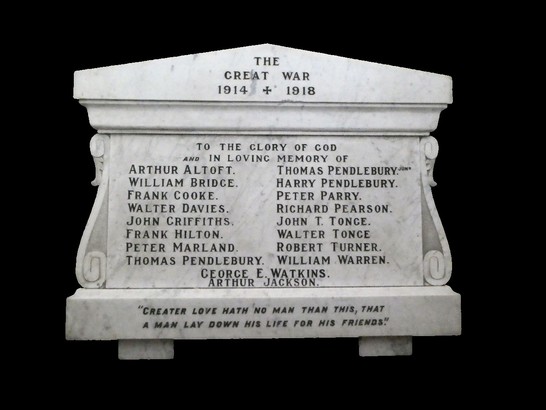 THE
GREAT WAR
1914 ✝ 1918
TO THE GLORY OF GOD
AND IN LOVING MEMORY OF
ARTHUR ALTOFT. THOMAS PENDLEBURY. JUNR
WILLIAM BRIDGE. HARRY PENDLEBURY.
FRANK COOKE. PETER PARRY.
WALTER DAVIES. RICHARD PEARSON.
JOHN GRIFFITHS. JOHN T. TONGE.
FRANK HILTON. WALTER TONGE
PETER MARLAND. ROBERT TURNER.
THOMAS PENDLEBURY. WILLIAM WARREN.
GEORGE E. WATKINS.
ARTHUR JACKSON.
"GREATER LOVE HATH NO MAN THAN THIS, THAT
A MAN LAY DOWN HIS LIFE FOR HIS FRIENDS."